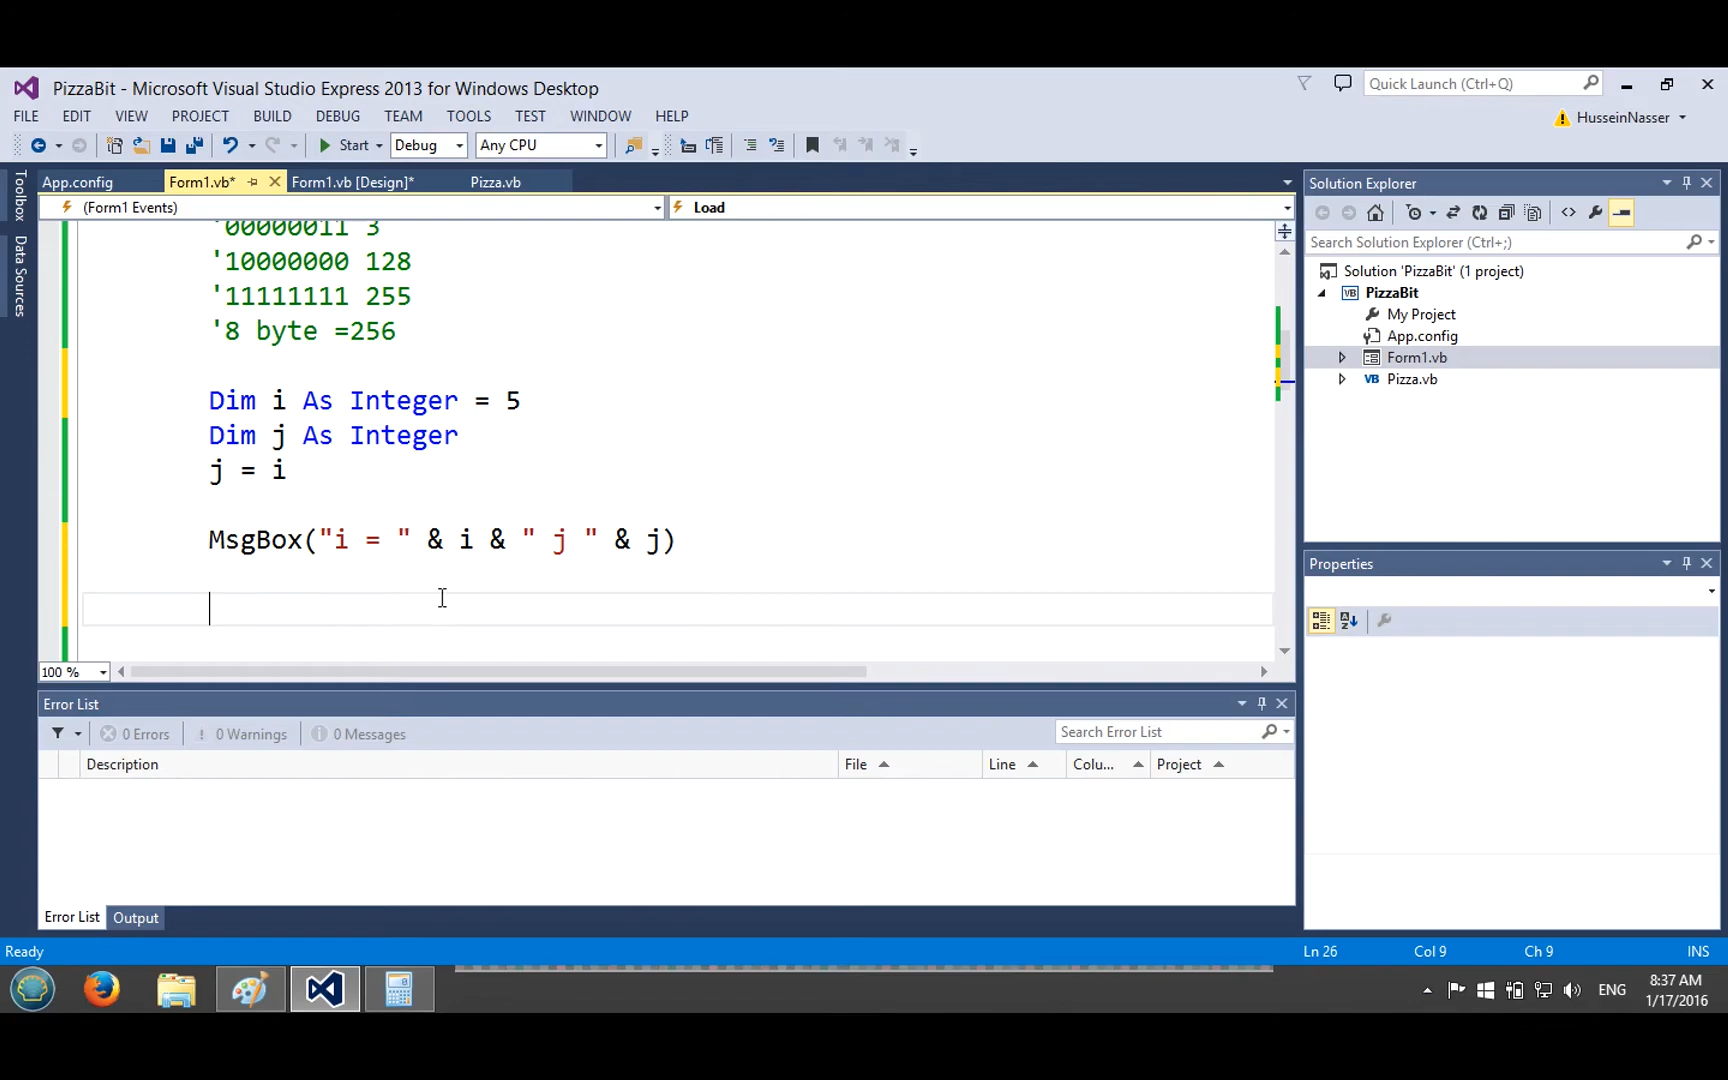 PizzaBit - Microsoft Visual Studio Express 2013 for Windows Desktop
Quick Launch (Ctrl+Q)
FILE EDIT VIEW PROJECT BUILD DEBUG TEAM TOOLS TEST WINDOW HELP
HusseinNasser
Start Debug Any CPU
Toolbox
Data Sources
App.config Form1.vb* Form1.vb [Design]* Pizza.vb
(Form1 Events) Load
'00000011 3
'10000000 128
'11111111 255
'8 byte =256
Dim i As Integer = 5
Dim j As Integer
j = i
MsgBox("i = " & i & " j " & j)
100 %
Solution Explorer
Search Solution Explorer (Ctrl+;)
Solution 'PizzaBit' (1 project)
VB PizzaBit
My Project
App.config
Form1.vb
VB Pizza.vb
Properties
Error List
0 Errors 0 Warnings 0 Messages
Search Error List
Description File Line Colu... Project
Error List Output
Ready Ln 26 Col 9 Ch 9 INS
ENG
8:37 AM
1/17/2016